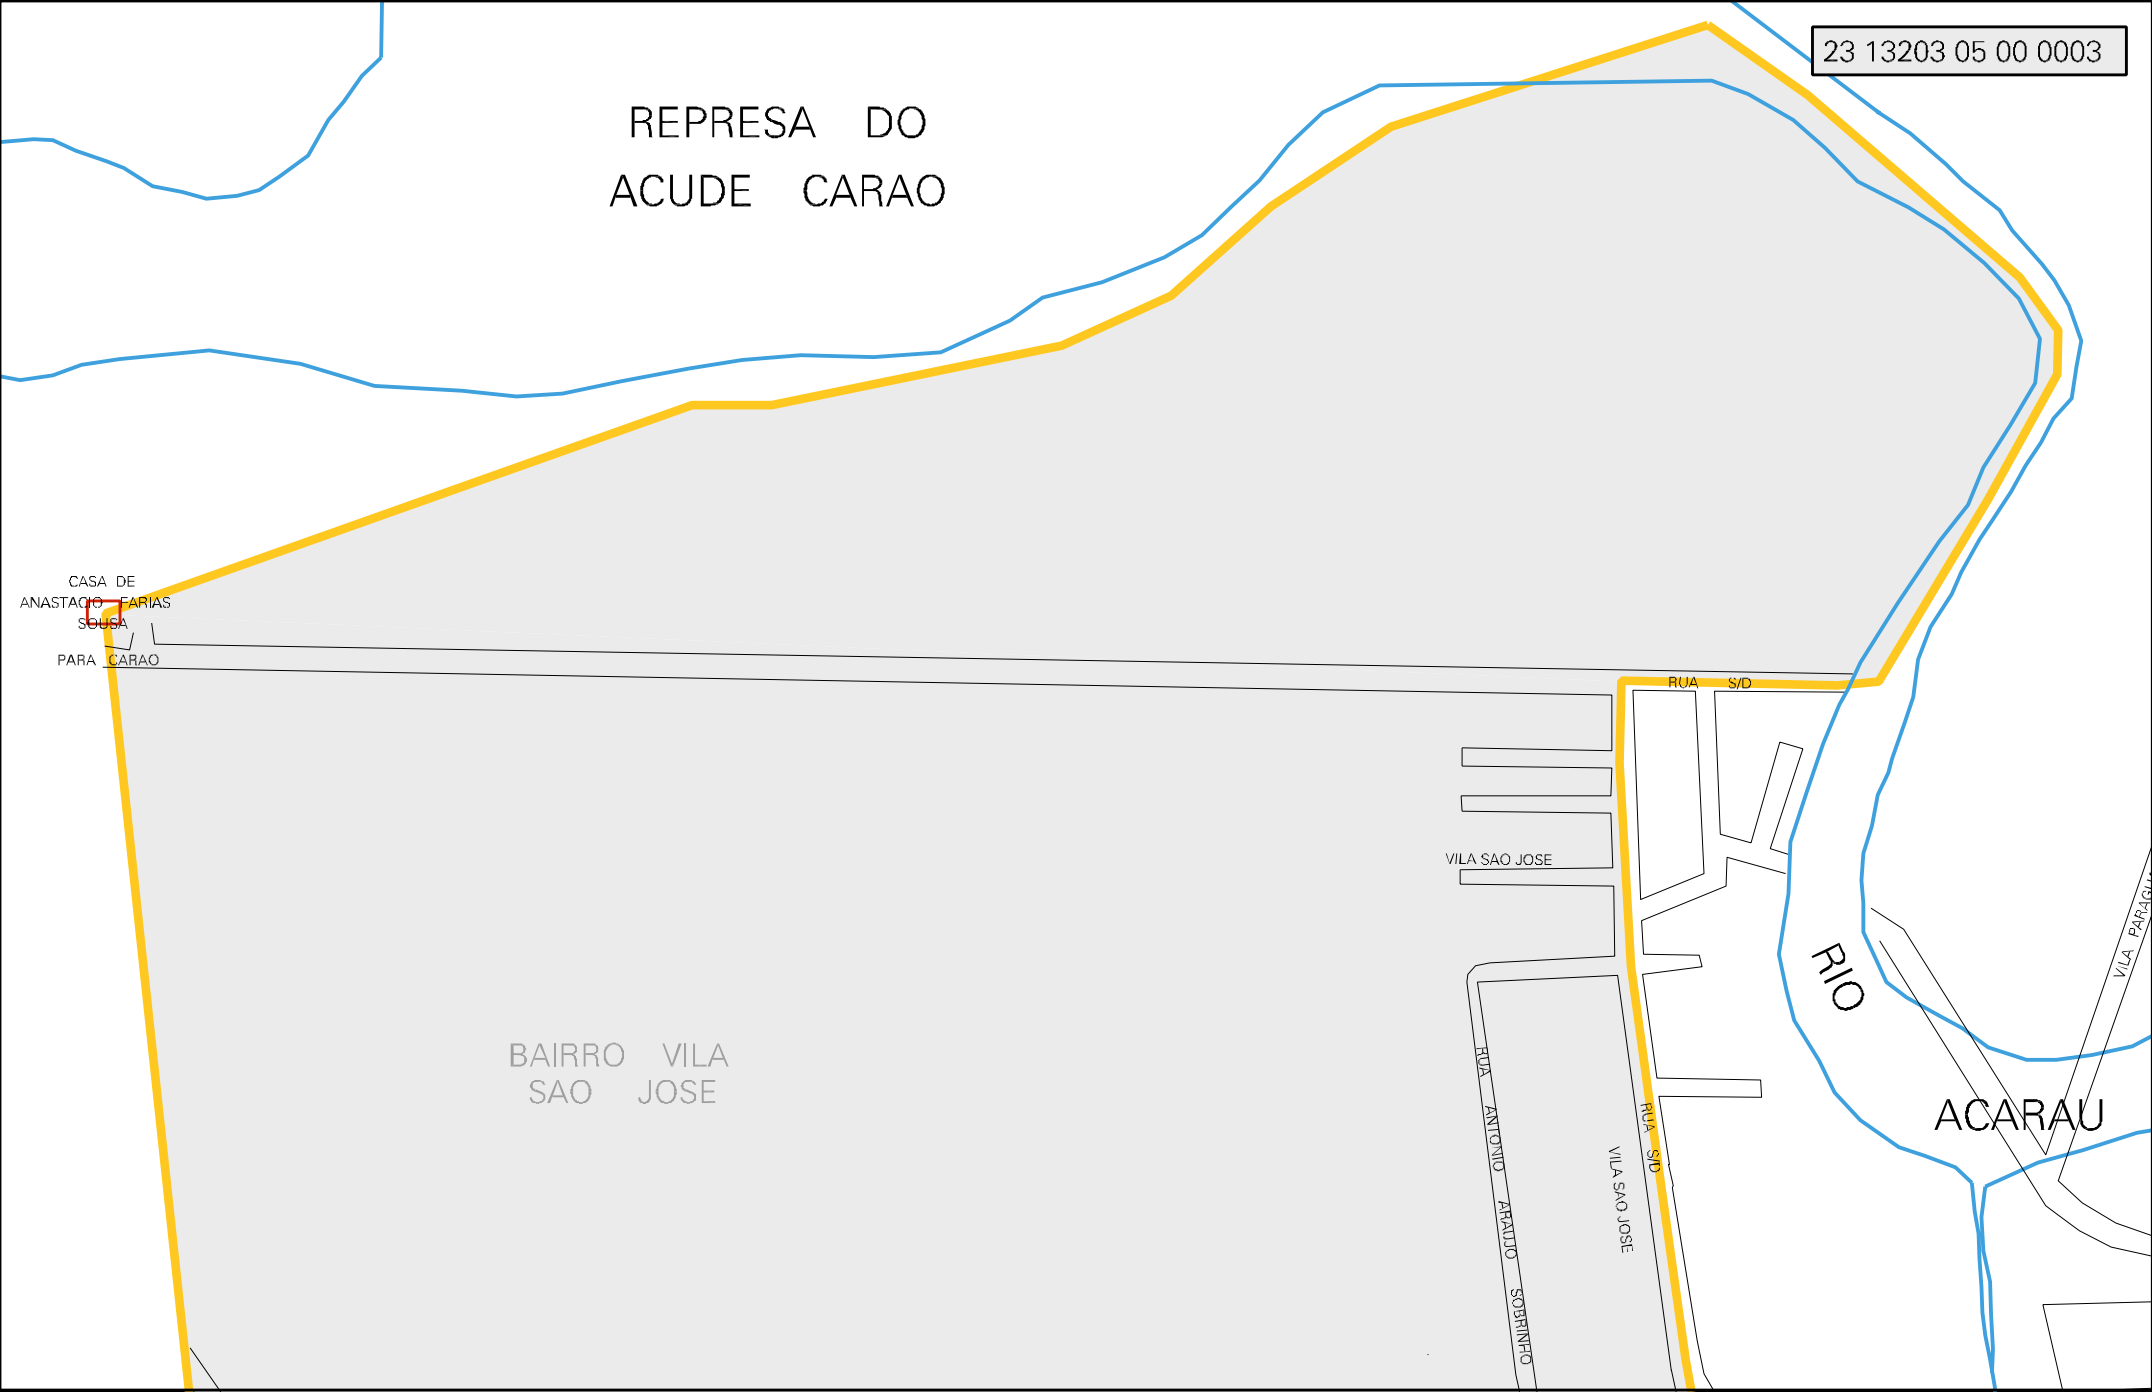 23 13203 05 00 0003
REPRESA DO
ACUDE CARAO
CASA DE
ANASTACIO FARIAS
SOUSA
PARA CARAO
RUA S/D
VILA SAO JOSE
RIO
ACARAU
BAIRRO VILA
SAO JOSE
RUA ANTONIO ARAUJO SOBRINHO
VILA SAO JOSE
RUA S/D
VILA